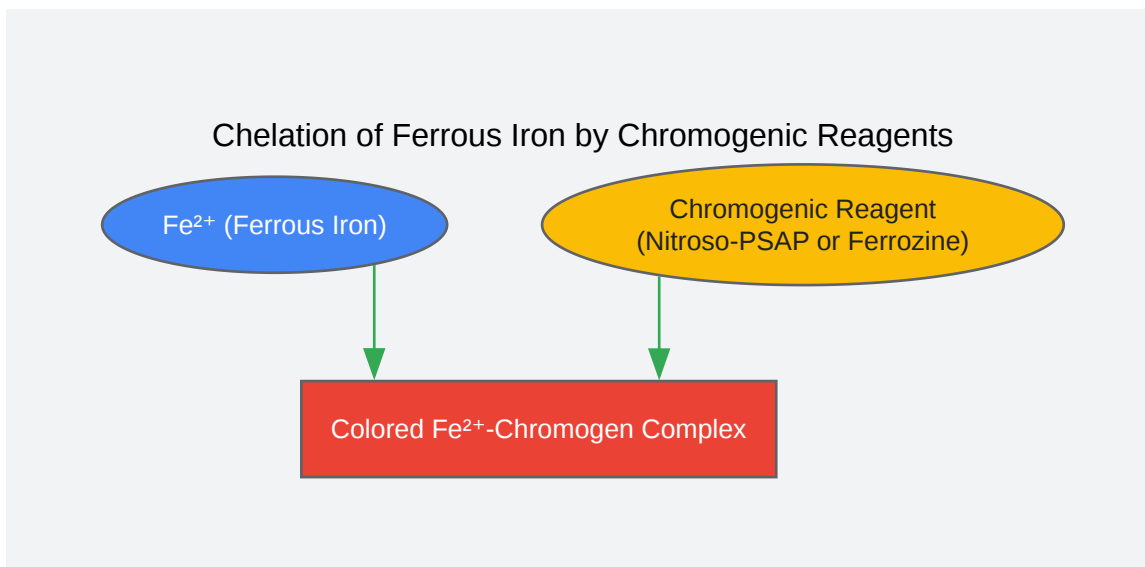 Chelation of Ferrous Iron by Chromogenic Reagents
Fe²⁺ (Ferrous Iron)
Chromogenic Reagent
(Nitroso-PSAP or Ferrozine)
Colored Fe²⁺-Chromogen Complex